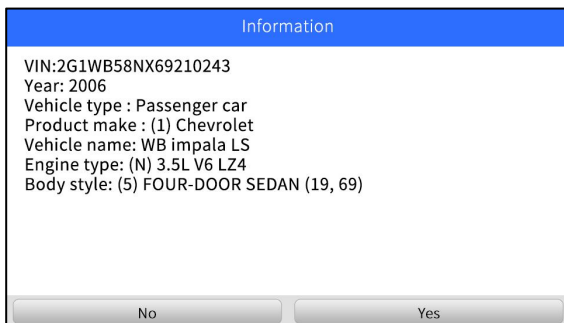 Information
VIN:2G1WB58NX69210243
Year: 2006
Vehicle type : Passenger car
Product make : (1) Chevrolet
Vehicle name: WB impala LS
Engine type: (N) 3.5L V6 LZ4
Body style: (5) FOUR-DOOR SEDAN (19, 69)
No
Yes